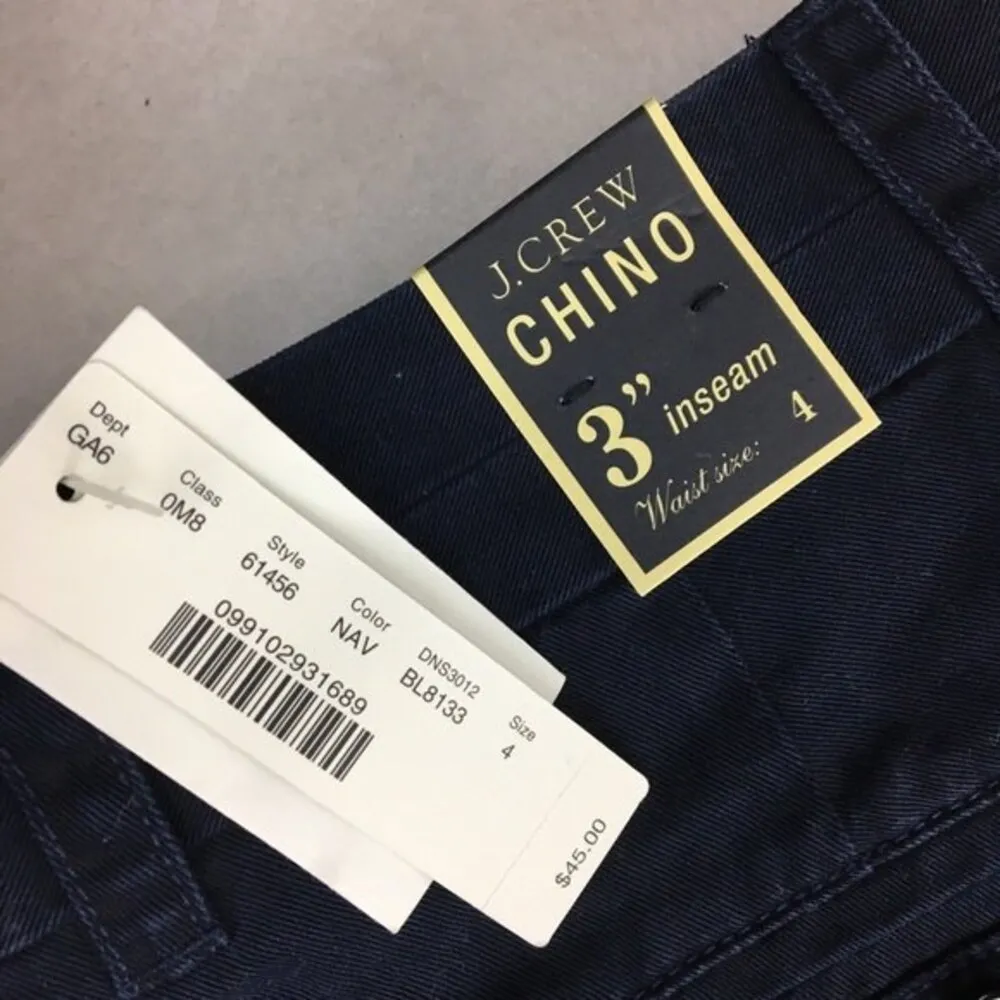 J.CREW
CHINO
3” inseam
Waist size: 4
Dept
GA6
Class
0M8
Style
61456
Color
NAV
DNS3012
BL8133
Size
4
099102931689
$45.00